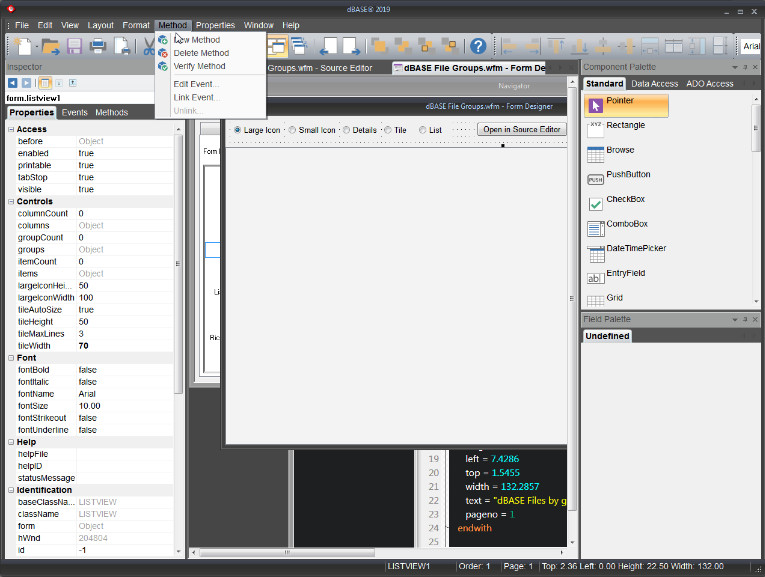 dBASE® 2019
File Edit View Layout Format Method Properties Window Help
Arial
Inspector
form.listview1
Properties Events Methods
Access
before Object
enabled true
printable true
tabStop true
visible true
Controls
columnCount 0
columns Object
groupCount 0
groups Object
itemCount 0
items Object
largeIconHei... 50
largeIconWidth 100
tileAutoSize true
tileHeight 50
tileMaxLines 3
tileWidth 70
Font
fontBold false
fontItalic false
fontName Arial
fontSize 10.00
fontStrikeout false
fontUnderline false
Help
helpFile
helpID
statusMessage
Identification
baseClassNa... LISTVIEW
className LISTVIEW
form Object
hWnd 204804
id -1
New Method
Delete Method
Verify Method
Edit Event...
Link Event...
Unlink...
Groups.wfm - Source Editor
dBASE File Groups.wfm - Form De
Navigator
dBASE File Groups.wfm - Form Designer
Large Icon Small Icon Details Tile List Open in Source Editor
Form
19 left = 7.4286
20 top = 1.5455
21 width = 132.2857
22 text = "dBASE Files by g
23 pageno = 1
24 endwith
25
Component Palette
Standard Data Access ADO Access
Pointer
XYZ Rectangle
Browse
PUSH PushButton
CheckBox
ComboBox
DateTimePicker
abl EntryField
Grid
Field Palette
Undefined
LISTVIEW1 Order: 1 Page: 1 Top: 2.36 Left: 0.00 Height: 22.50 Width: 132.00